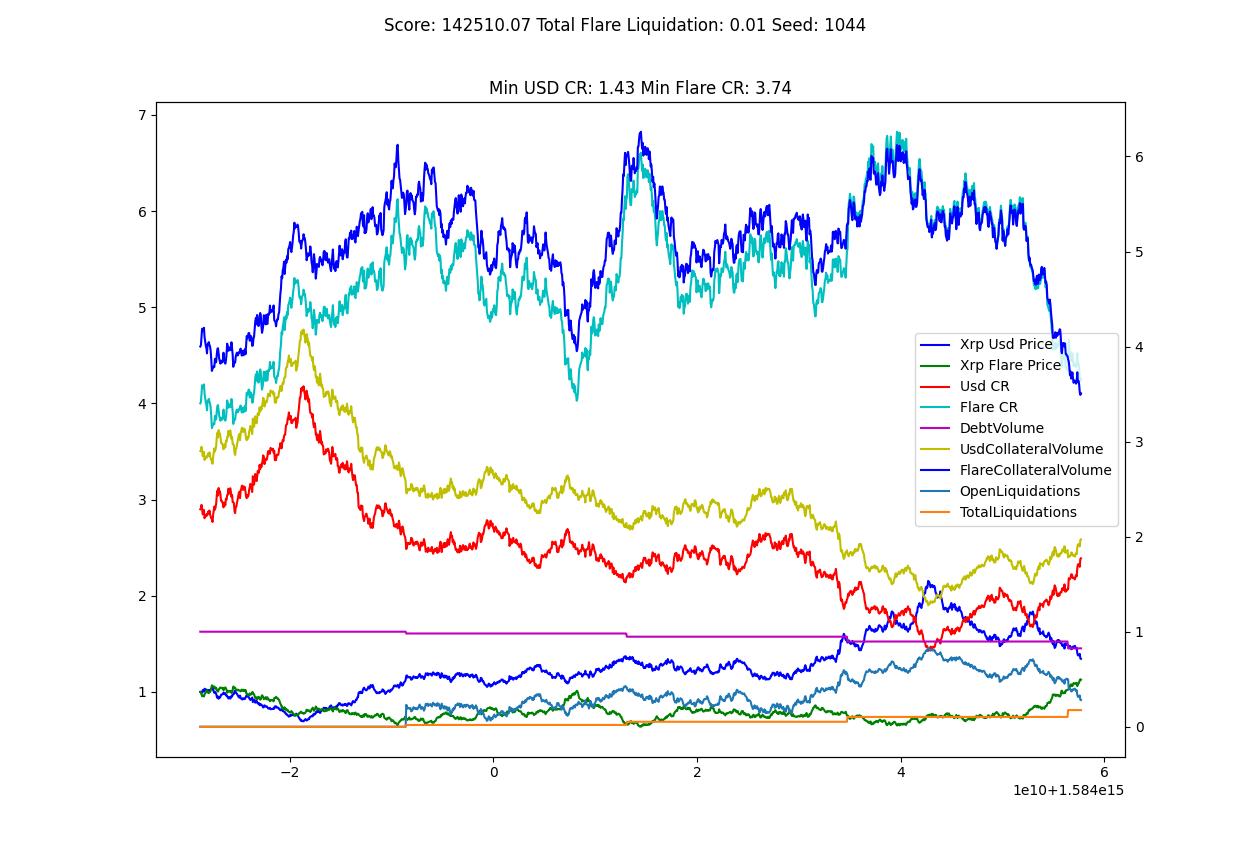 Score: 142510.07 Total Flare Liquidation: 0.01 Seed: 1044
Min USD CR: 1.43 Min Flare CR: 3.74
7
6
5
4
3
2
1
6
5
4
3
2
1
0
Xrp Usd Price
Xrp Flare Price
Usd CR
Flare CR
DebtVolume
UsdCollateralVolume
FlareCollateralVolume
OpenLiquidations
TotalLiquidations
−2 0 2 4 6
1e10+1.584e15